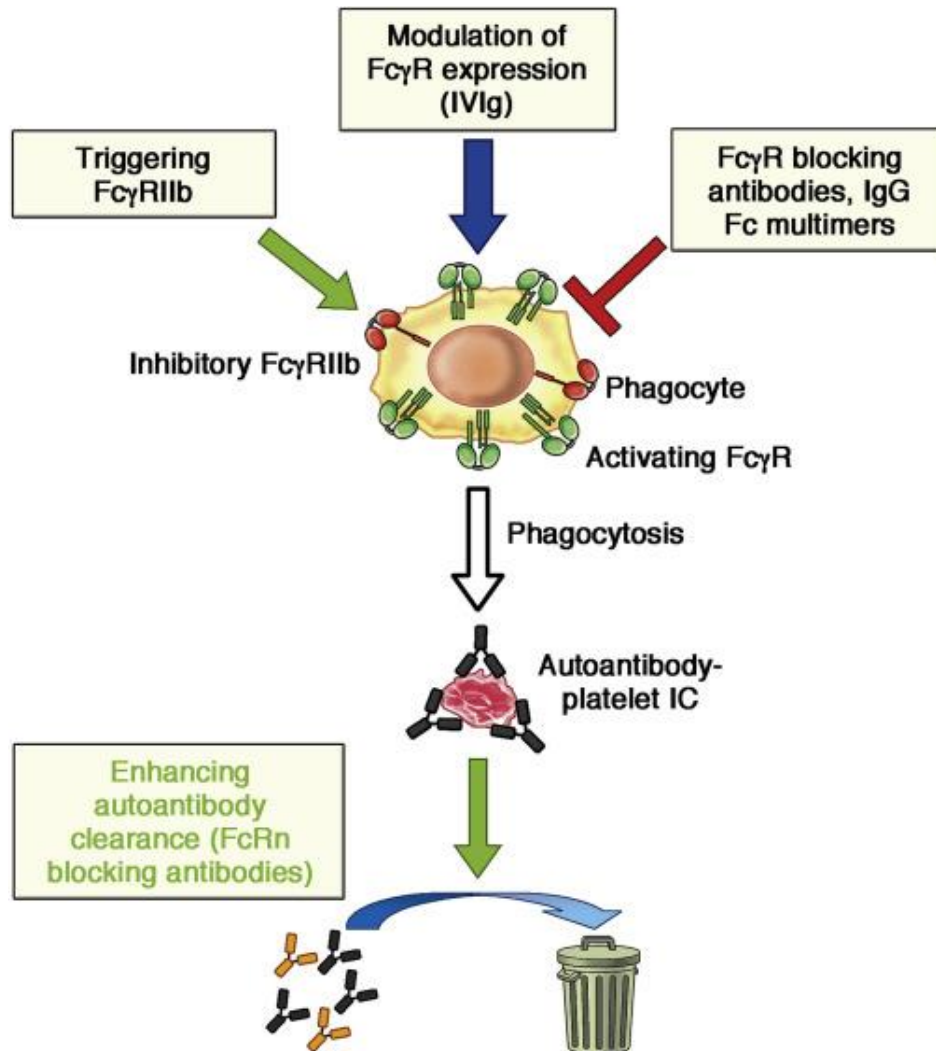 Modulation of
FcγR expression
(IVIg)
Triggering
FcγRIIb
FcγR blocking
antibodies, IgG
Fc multimers
Inhibitory FcγRIIb
Phagocyte
Activating FcγR
Phagocytosis
Autoantibody-
platelet IC
Enhancing
autoantibody
clearance (FcRn
blocking antibodies)